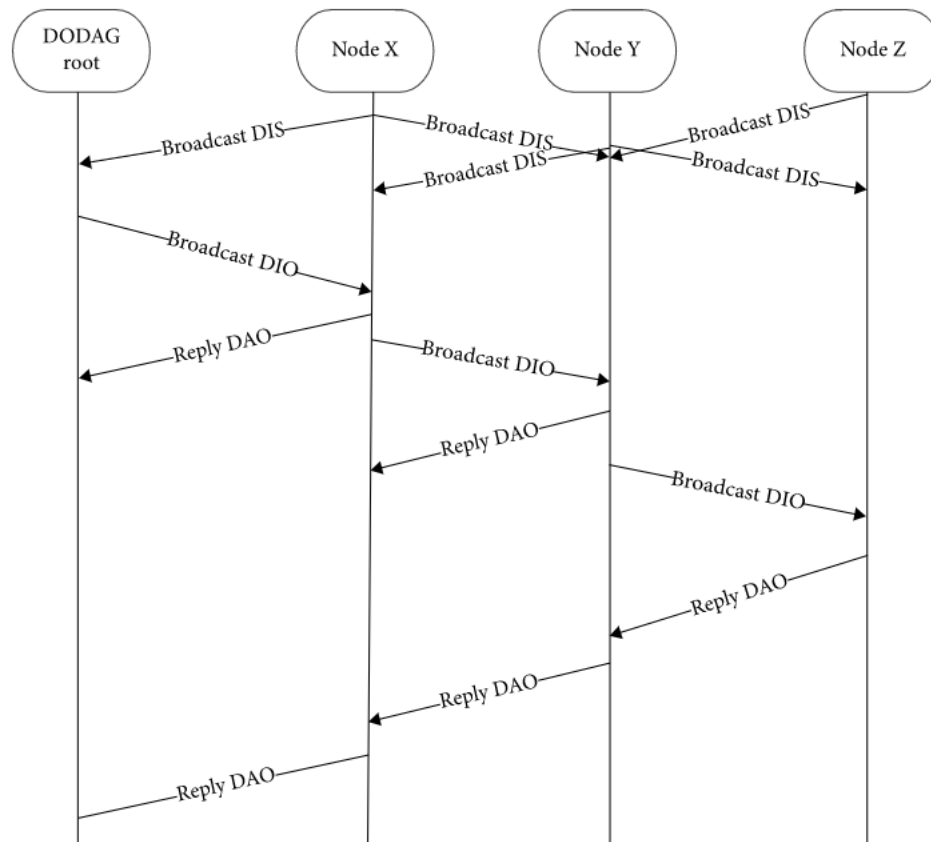 DODAG
root
Node X
Node Y
Node Z
Broadcast DIS
Broadcast DIS
Broadcast DIS
Broadcast DIS
Broadcast DIS
Broadcast DIO
Reply DAO
Broadcast DIO
Reply DAO
Broadcast DIO
Reply DAO
Reply DAO
Reply DAO